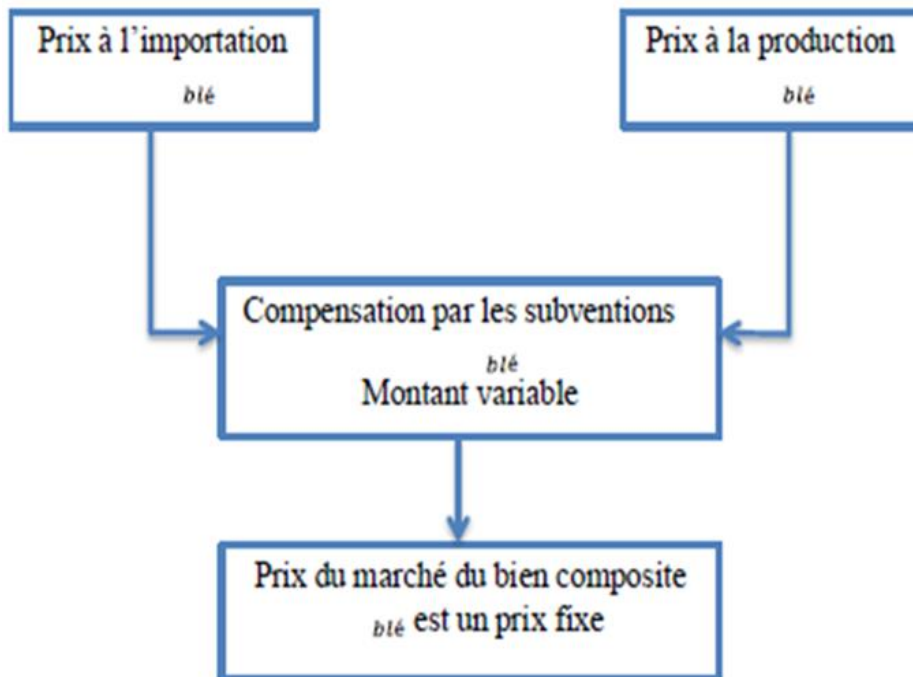 Prix à l'importation
blé
Prix à la production
blé
Compensation par les subventions
blé
Montant variable
Prix du marché du bien composite
blé est un prix fixe